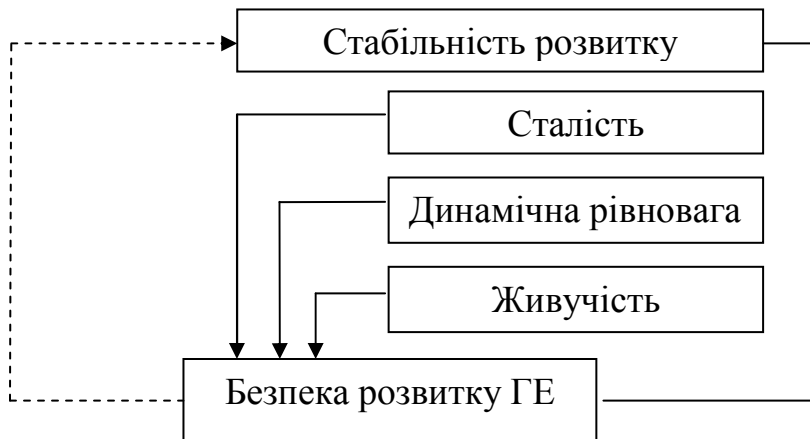 Стабільність розвитку
Сталість
Динамічна рівновага
Живучість
Безпека розвитку ГЕ